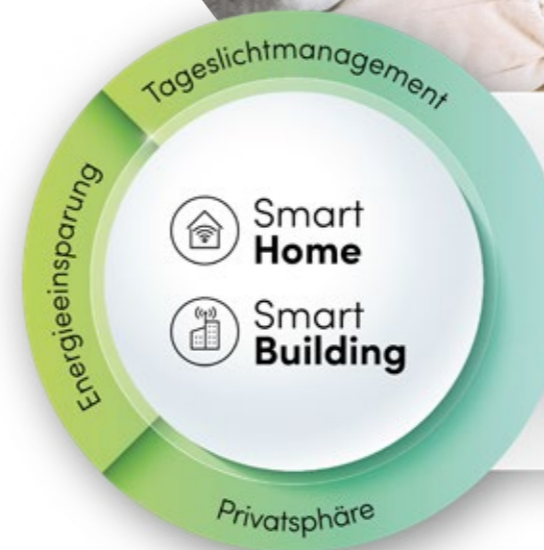 Tageslichtmanagement
Energieeinsparung
Smart
Home
Smart
Building
Privatsphäre